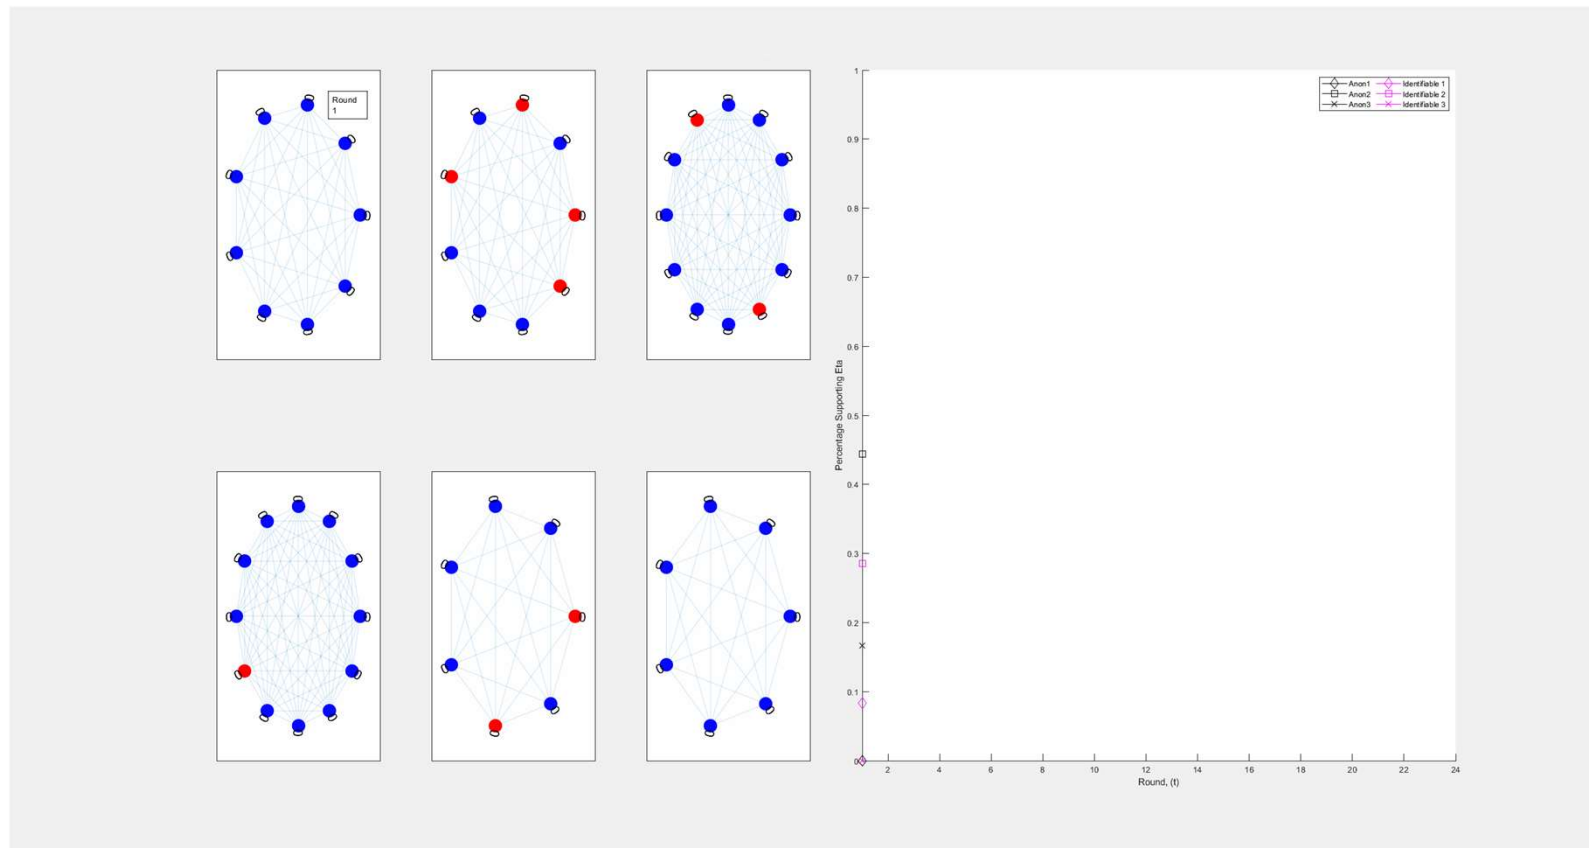 Round
1
Anon1
Identifiable 1
Anon2
Identifiable 2
Anon3
Identifiable 3
1
0.9
0.8
0.7
0.6
0.5
0.4
0.3
0.2
0.1
0
Percentage Supporting Eta
2 4 6 8 10 12 14 16 18 20 22 24
Round, (t)